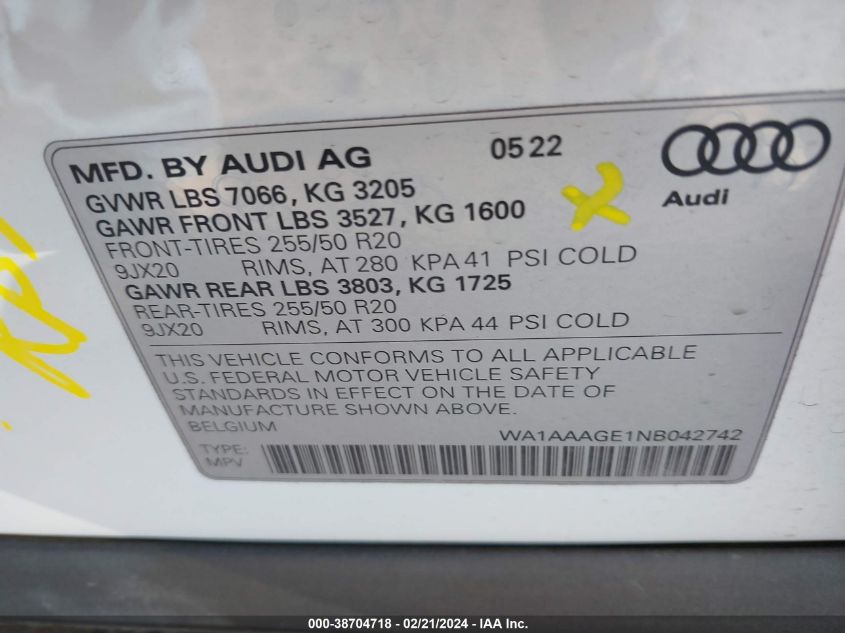 MFD. BY AUDI AG 0522
Audi
GVWR LBS 7066, KG 3205
GAWR FRONT LBS 3527, KG 1600
FRONT-TIRES 255/50 R20
9JX20 RIMS, AT 280 KPA 41 PSI COLD
GAWR REAR LBS 3803, KG 1725
REAR-TIRES 255/50 R20
9JX20 RIMS, AT 300 KPA 44 PSI COLD
THIS VEHICLE CONFORMS TO ALL APPLICABLE
U.S. FEDERAL MOTOR VEHICLE SAFETY
STANDARDS IN EFFECT ON THE DATE OF
MANUFACTURE SHOWN ABOVE.
BELGIUM
WA1AAAGE1NB042742
TYPE:
MPV
000-38704718 - 02/21/2024 - IAA Inc.